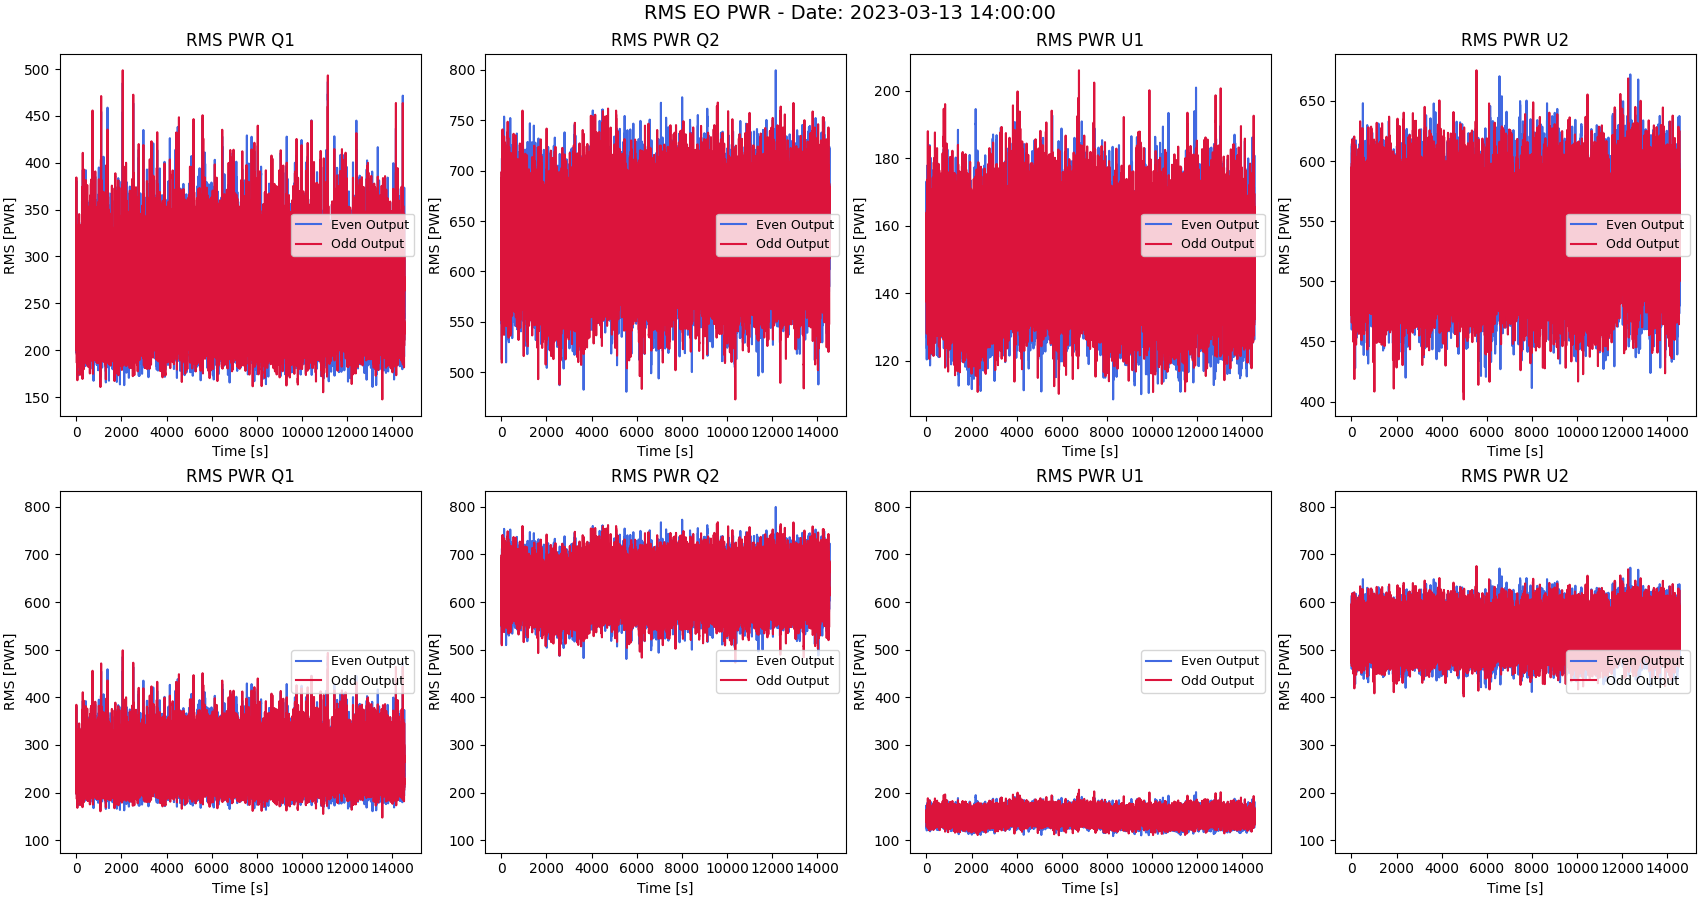 RMS EO PWR - Date: 2023-03-13 14:00:00
RMS PWR Q1
RMS [PWR]
500
450
400
350
300
250
200
150
Even Output
Odd Output
0 2000 4000 6000 8000 10000 12000 14000
Time [s]
RMS PWR Q2
RMS [PWR]
800
750
700
650
600
550
500
Even Output
Odd Output
0 2000 4000 6000 8000 10000 12000 14000
Time [s]
RMS PWR U1
RMS [PWR]
200
180
160
140
120
Even Output
Odd Output
0 2000 4000 6000 8000 10000 12000 14000
Time [s]
RMS PWR U2
RMS [PWR]
650
600
550
500
450
400
Even Output
Odd Output
0 2000 4000 6000 8000 10000 12000 14000
Time [s]
RMS PWR Q1
RMS [PWR]
800
700
600
500
400
300
200
100
Even Output
Odd Output
0 2000 4000 6000 8000 10000 12000 14000
Time [s]
RMS PWR Q2
RMS [PWR]
800
700
600
500
400
300
200
100
Even Output
Odd Output
0 2000 4000 6000 8000 10000 12000 14000
Time [s]
RMS PWR U1
RMS [PWR]
800
700
600
500
400
300
200
100
Even Output
Odd Output
0 2000 4000 6000 8000 10000 12000 14000
Time [s]
RMS PWR U2
RMS [PWR]
800
700
600
500
400
300
200
100
Even Output
Odd Output
0 2000 4000 6000 8000 10000 12000 14000
Time [s]